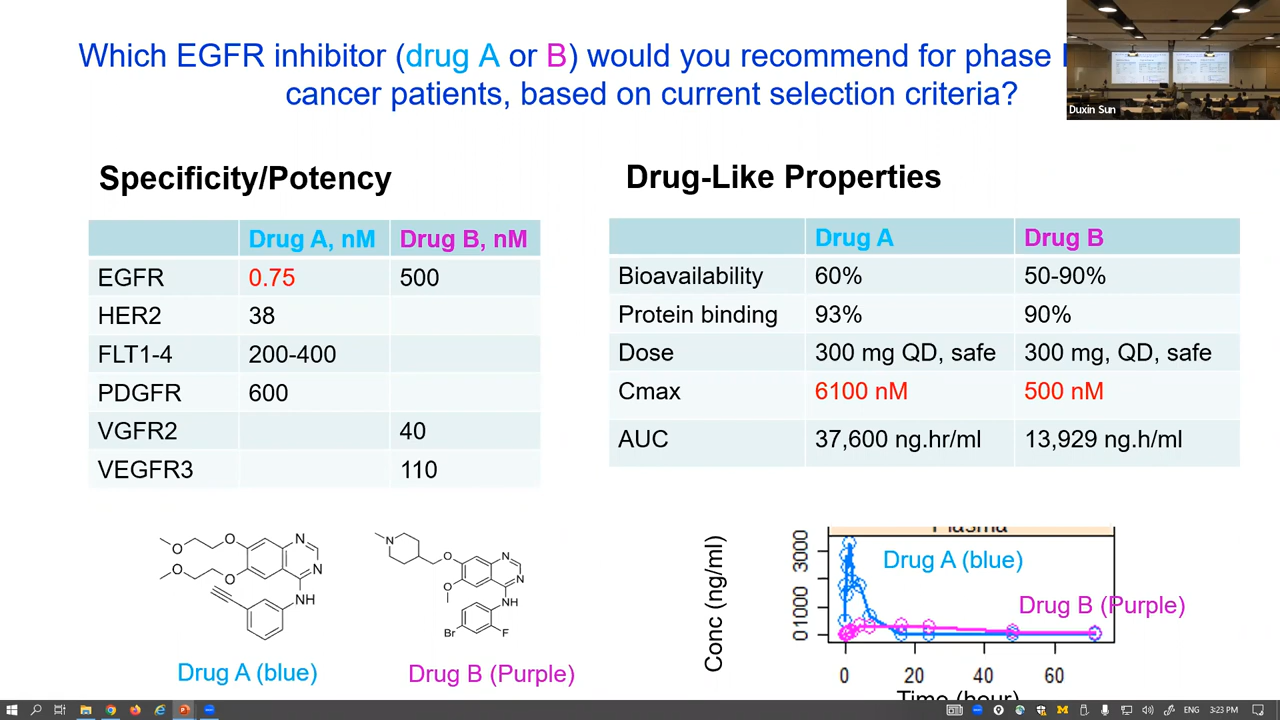 Which EGFR inhibitor (drug A or B) would you recommend for phase
cancer patients, based on current selection criteria?
Duxin Sun
Specificity/Potency
Drug A, nM Drug B, nM
EGFR 0.75 500
HER2 38
FLT1-4 200-400
PDGFR 600
VGFR2 40
VEGFR3 110
Drug-Like Properties
Drug A Drug B
Bioavailability 60% 50-90%
Protein binding 93% 90%
Dose 300 mg QD, safe 300 mg, QD, safe
Cmax 6100 nM 500 nM
AUC 37,600 ng.hr/ml 13,929 ng.h/ml
O O N N O O HN
Drug A (blue)
N O N O N NH Br F
Drug B (Purple)
Plasma
Conc (ng/ml)
3000
1000
0
Drug A (blue)
Drug B (Purple)
0 20 40 60
Time (hour)
ENG 3:23 PM